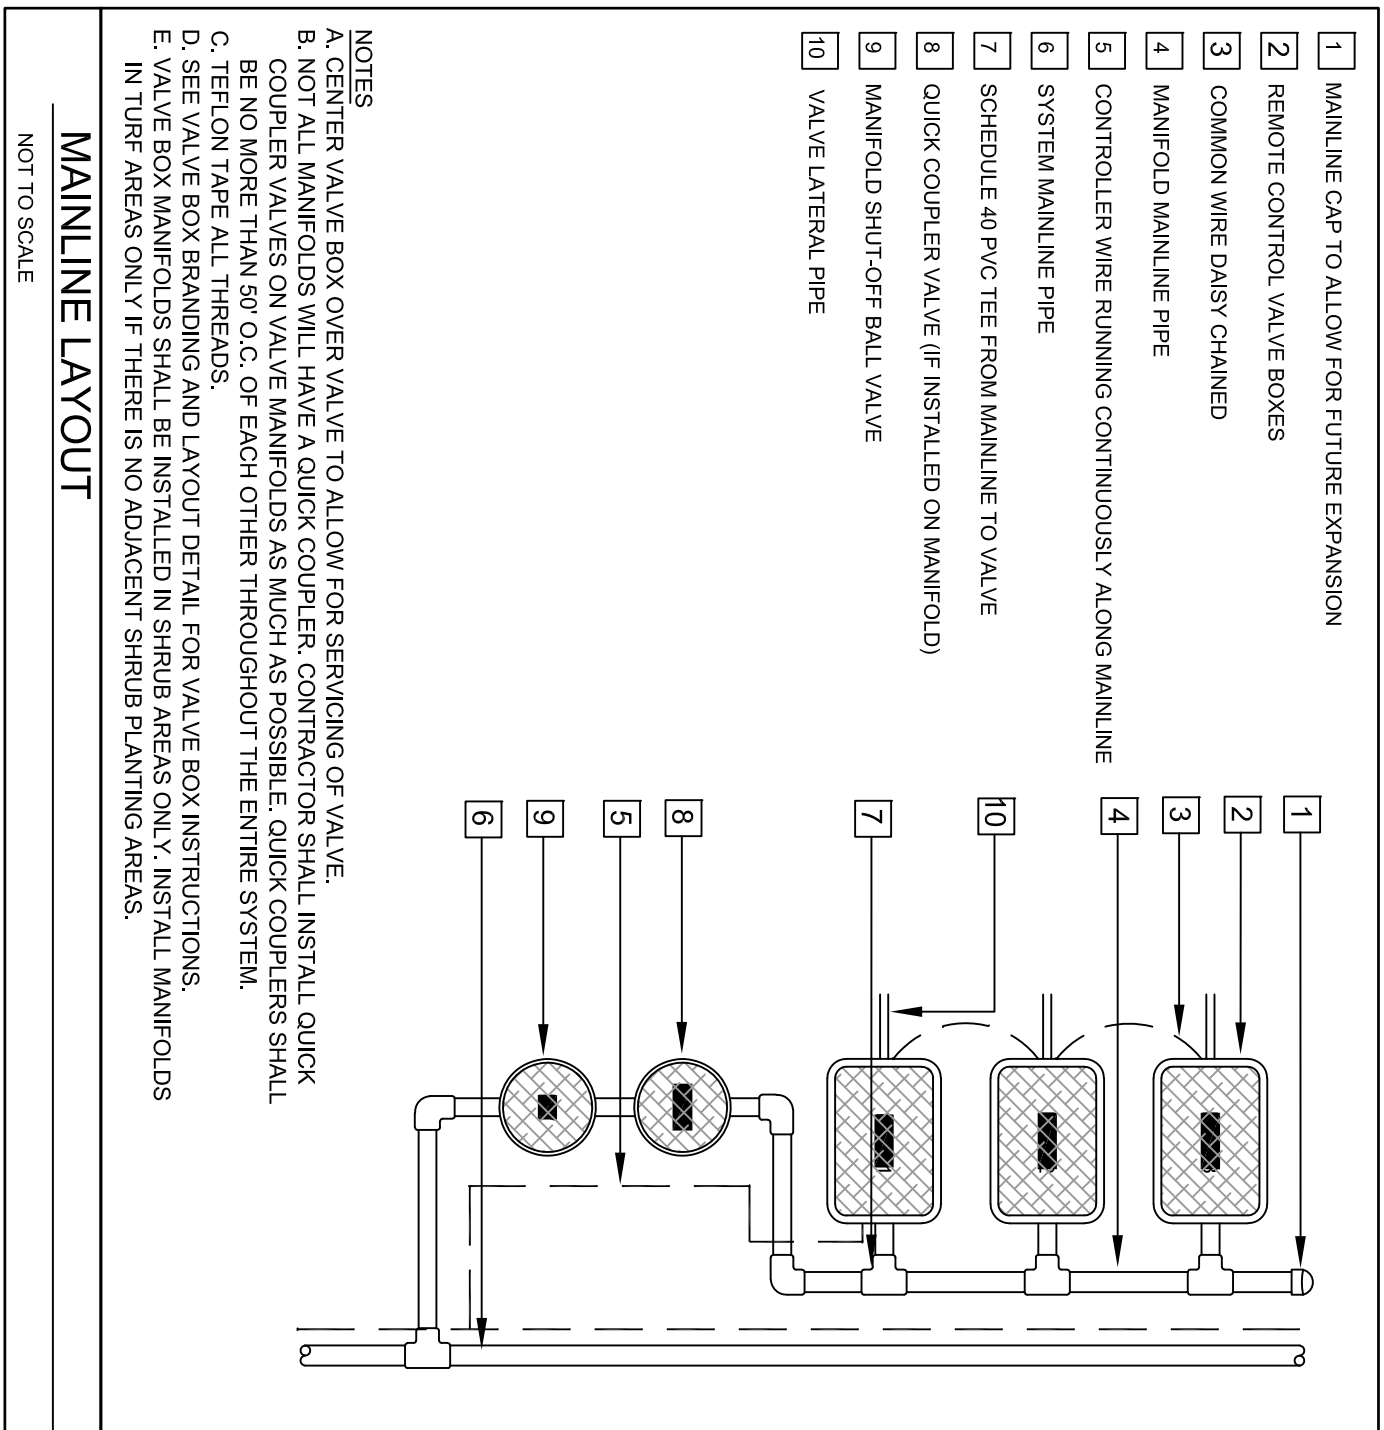 1 MAINLINE CAP TO ALLOW FOR FUTURE EXPANSION
2 REMOTE CONTROL VALVE BOXES
3 COMMON WIRE DAISY CHAINED
4 MANIFOLD MAINLINE PIPE
5 CONTROLLER WIRE RUNNING CONTINUOUSLY ALONG MAINLINE
6 SYSTEM MAINLINE PIPE
7 SCHEDULE 40 PVC TEE FROM MAINLINE TO VALVE
8 QUICK COUPLER VALVE (IF INSTALLED ON MANIFOLD)
9 MANIFOLD SHUT-OFF BALL VALVE
10 VALVE LATERAL PIPE
1
2
3
4
10
7
8
5
9
6
NOTES
A. CENTER VALVE BOX OVER VALVE TO ALLOW FOR SERVICING OF VALVE.
B. NOT ALL MANIFOLDS WILL HAVE A QUICK COUPLER. CONTRACTOR SHALL INSTALL QUICK
COUPLER VALVES ON VALVE MANIFOLDS AS MUCH AS POSSIBLE. QUICK COUPLERS SHALL
BE NO MORE THAN 50' O.C. OF EACH OTHER THROUGHOUT THE ENTIRE SYSTEM.
C. TEFLON TAPE ALL THREADS.
D. SEE VALVE BOX BRANDING AND LAYOUT DETAIL FOR VALVE BOX INSTRUCTIONS.
E. VALVE BOX MANIFOLDS SHALL BE INSTALLED IN SHRUB AREAS ONLY. INSTALL MANIFOLDS
IN TURF AREAS ONLY IF THERE IS NO ADJACENT SHRUB PLANTING AREAS.
MAINLINE LAYOUT
NOT TO SCALE